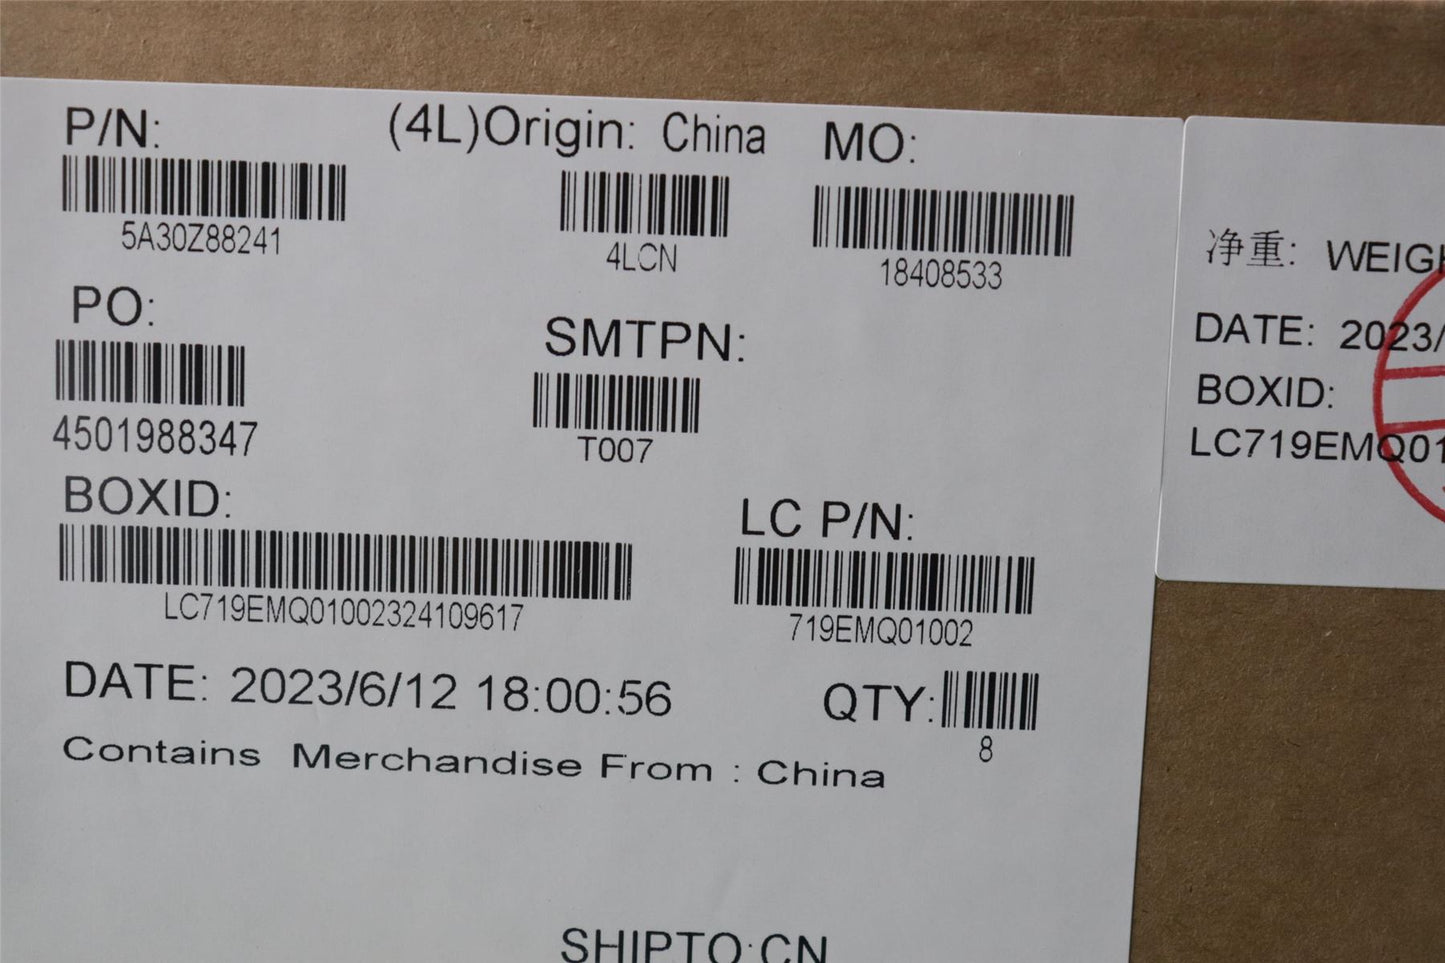 P/N:
(4L)Origin: China
MO:
5A30Z88241
4LCN
18408533
PO:
SMTPN:
4501988347
T007
BOXID:
LC P/N:
LC719EMQ01002324109617
719EMQ01002
DATE: 2023/6/12 18:00:56
QTY:
8
Contains Merchandise From : China
SHIPTO:CN
净重: WEIGH
DATE: 2023/
BOXID:
LC719EMQ01